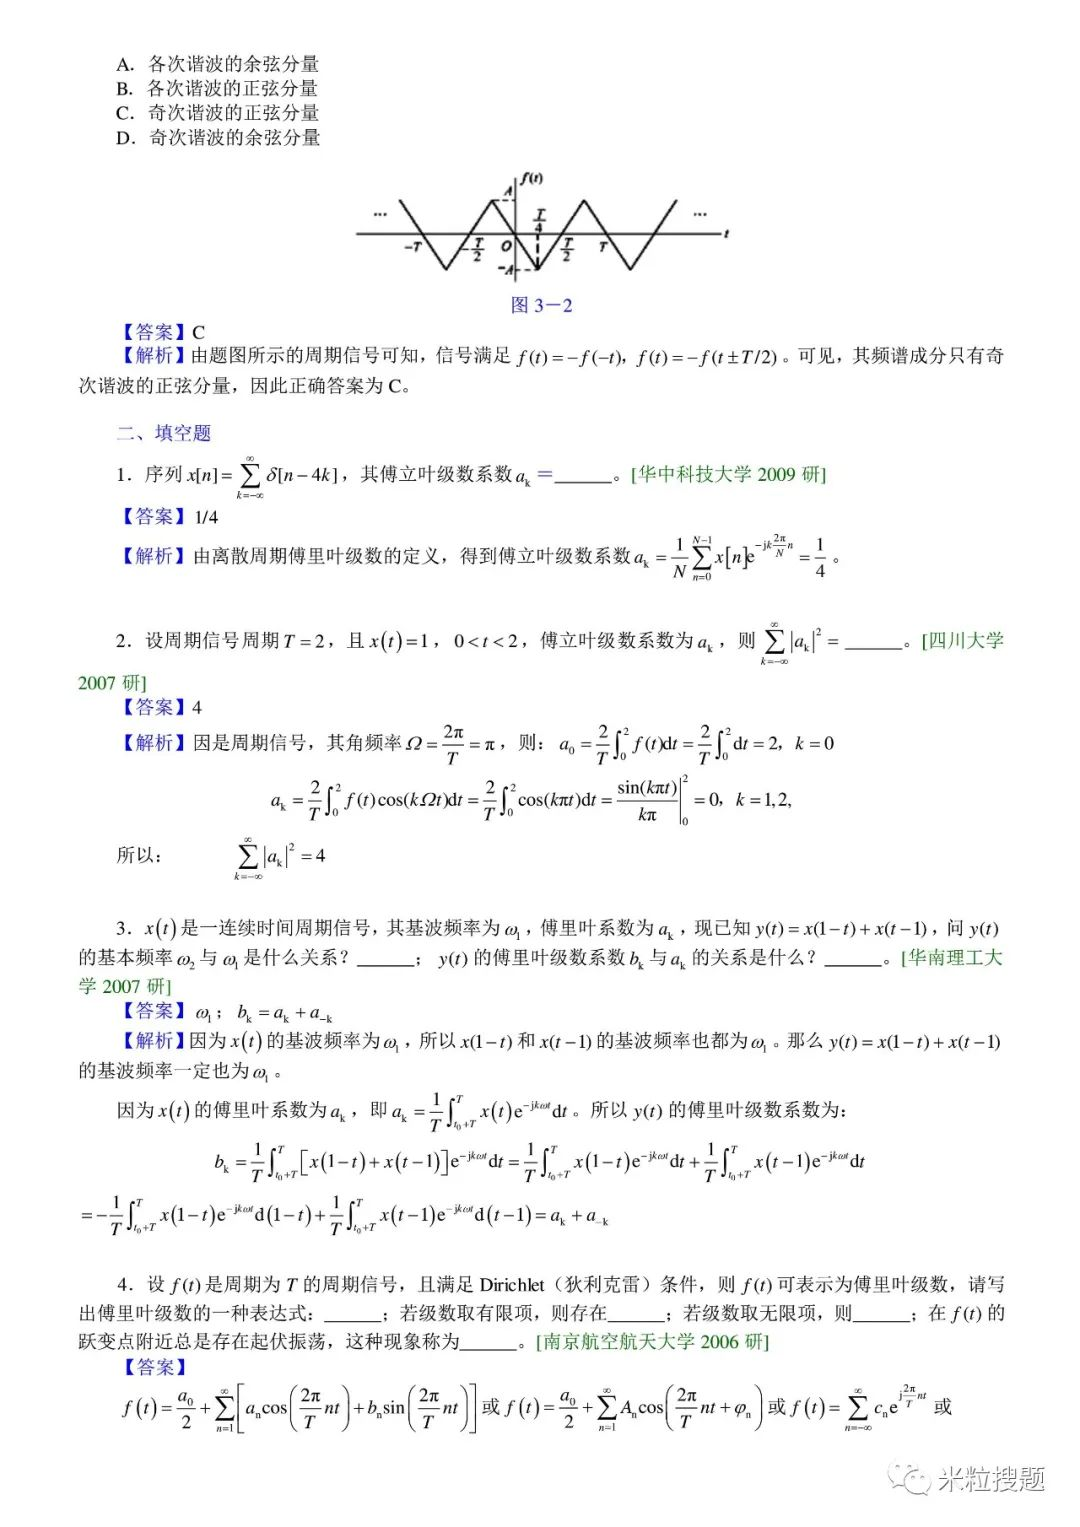 A．各次谐波的余弦分量
B．各次谐波的正弦分量
C．奇次谐波的正弦分量
D．奇次谐波的余弦分量
f(t)
A
T/4
... ...
-T -T/2 O T/2 T t
-A
图 3－2
【答案】C
【解析】由题图所示的周期信号可知，信号满足 f(t)=－f(－t)，f(t)=－f(t±T/2)。可见，其频谱成分只有奇
次谐波的正弦分量，因此正确答案为 C。
二、填空题
1．序列 x[n]=∑_{k=-∞}^{∞} δ[n－4k]，其傅立叶级数系数 a_k =______。[华中科技大学 2009 研]
【答案】1/4
【解析】由离散周期傅里叶级数的定义，得到傅立叶级数系数 a_k = 1/N ∑_{n=0}^{N-1} x[n]e^{-jk(2π/N)n} = 1/4 。
2．设周期信号周期 T=2，且 x(t)=1，0<t<2，傅立叶级数系数为 a_k，则 ∑_{k=-∞}^{∞} |a_k|^2 = ______。[四川大学
2007 研]
【答案】4
【解析】因是周期信号，其角频率 Ω = 2π/T = π，则：a_0 = 2/T ∫_0^2 f(t)dt = 2/T ∫_0^2 dt = 2，k=0
a_k = 2/T ∫_0^2 f(t)cos(kΩt)dt = 2/T ∫_0^2 cos(kπt)dt = sin(kπt)/kπ |_0^2 = 0，k=1,2,
所以： ∑_{k=-∞}^{∞} |a_k|^2 = 4
3．x(t)是一连续时间周期信号，其基波频率为 ω_1，傅里叶系数为 a_k，现已知 y(t)=x(1－t)+x(t－1)，问 y(t)
的基本频率 ω_2 与 ω_1 是什么关系？______； y(t) 的傅里叶级数系数 b_k 与 a_k 的关系是什么？______。[华南理工大
学 2007 研]
【答案】ω_1；b_k = a_k + a_{-k}
【解析】因为 x(t) 的基波频率为 ω_1，所以 x(1－t) 和 x(t－1) 的基波频率也都为 ω_1。那么 y(t)=x(1－t)+x(t－1)
的基波频率一定也为 ω_1。
因为 x(t) 的傅里叶系数为 a_k，即 a_k = 1/T ∫_{t_0+T}^{T} x(t)e^{-jkωt}dt。所以 y(t) 的傅里叶级数系数为：
b_k = 1/T ∫_{t_0+T}^{T} [x(1－t)+x(t－1)]e^{-jkωt}dt = 1/T ∫_{t_0+T}^{T} x(1－t)e^{-jkωt}dt + 1/T ∫_{t_0+T}^{T} x(t－1)e^{-jkωt}dt
=－1/T ∫_{t_0+T}^{T} x(1－t)e^{-jkωt}d(1－t)+ 1/T ∫_{t_0+T}^{T} x(t－1)e^{-jkωt}d(t－1)= a_k + a_{-k}
4．设 f(t) 是周期为 T 的周期信号，且满足 Dirichlet（狄利克雷）条件，则 f(t) 可表示为傅里叶级数，请写
出傅里叶级数的一种表达式：______；若级数取有限项，则存在______；若级数取无限项，则______；在 f(t) 的
跃变点附近总是存在起伏振荡，这种现象称为______。[南京航空航天大学 2006 研]
【答案】
f(t)= a_0/2 + ∑_{n=1}^{∞} [a_n cos(2π/T nt)+b_n sin(2π/T nt)] 或 f(t)= a_0/2 + ∑_{n=1}^{∞} A_n cos(2π/T nt+φ_n) 或 f(t)= ∑_{n=-∞}^{∞} c_n e^{j(2π/T)nt} 或
米粒搜题